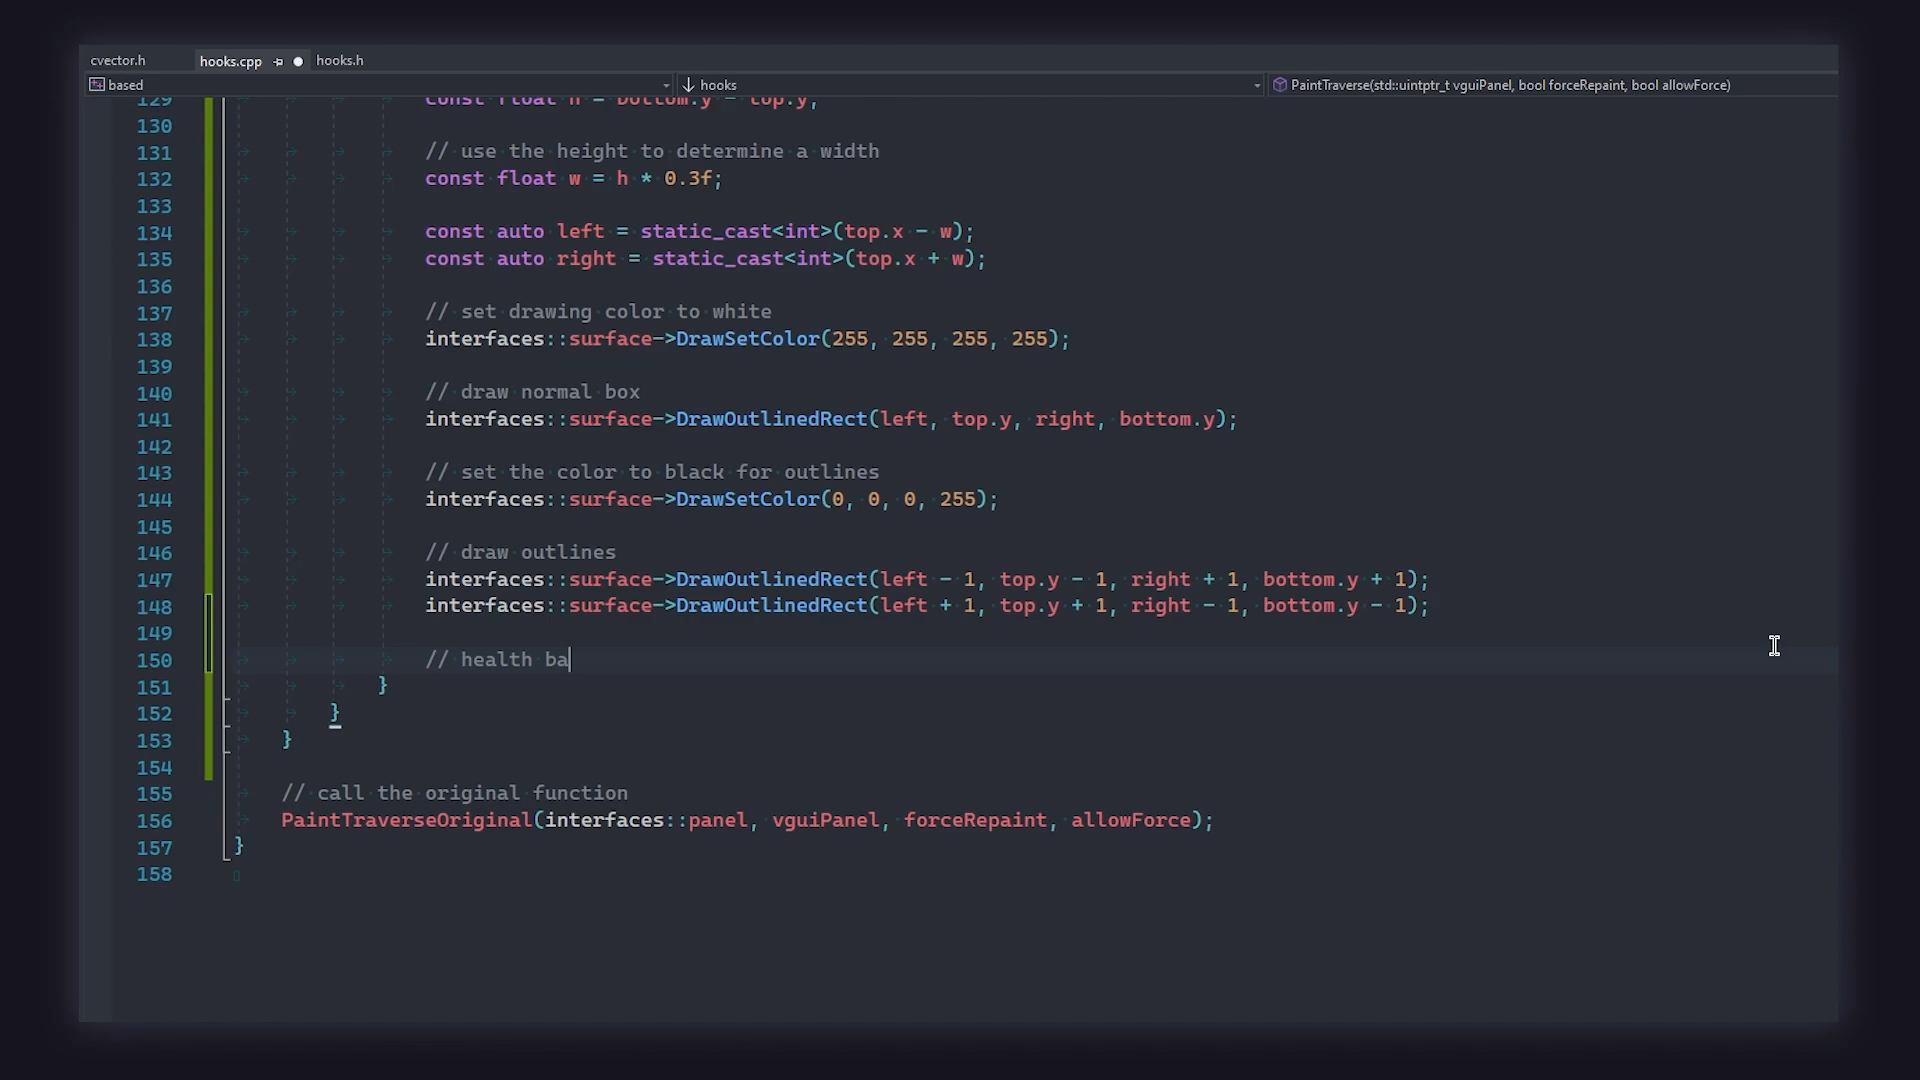 cvector.h hooks.cpp hooks.h
based hooks PaintTraverse(std::uintptr_t vguiPanel, bool forceRepaint, bool allowForce)
129 const float h = bottom.y - top.y;
130
131 // use the height to determine a width
132 const float w = h * 0.3f;
133
134 const auto left = static_cast<int>(top.x - w);
135 const auto right = static_cast<int>(top.x + w);
136
137 // set drawing color to white
138 interfaces::surface->DrawSetColor(255, 255, 255, 255);
139
140 // draw normal box
141 interfaces::surface->DrawOutlinedRect(left, top.y, right, bottom.y);
142
143 // set the color to black for outlines
144 interfaces::surface->DrawSetColor(0, 0, 0, 255);
145
146 // draw outlines
147 interfaces::surface->DrawOutlinedRect(left - 1, top.y - 1, right + 1, bottom.y + 1);
148 interfaces::surface->DrawOutlinedRect(left + 1, top.y + 1, right - 1, bottom.y - 1);
149
150 // health ba
151 }
152 }
153 }
154
155 // call the original function
156 PaintTraverseOriginal(interfaces::panel, vguiPanel, forceRepaint, allowForce);
157 }
158